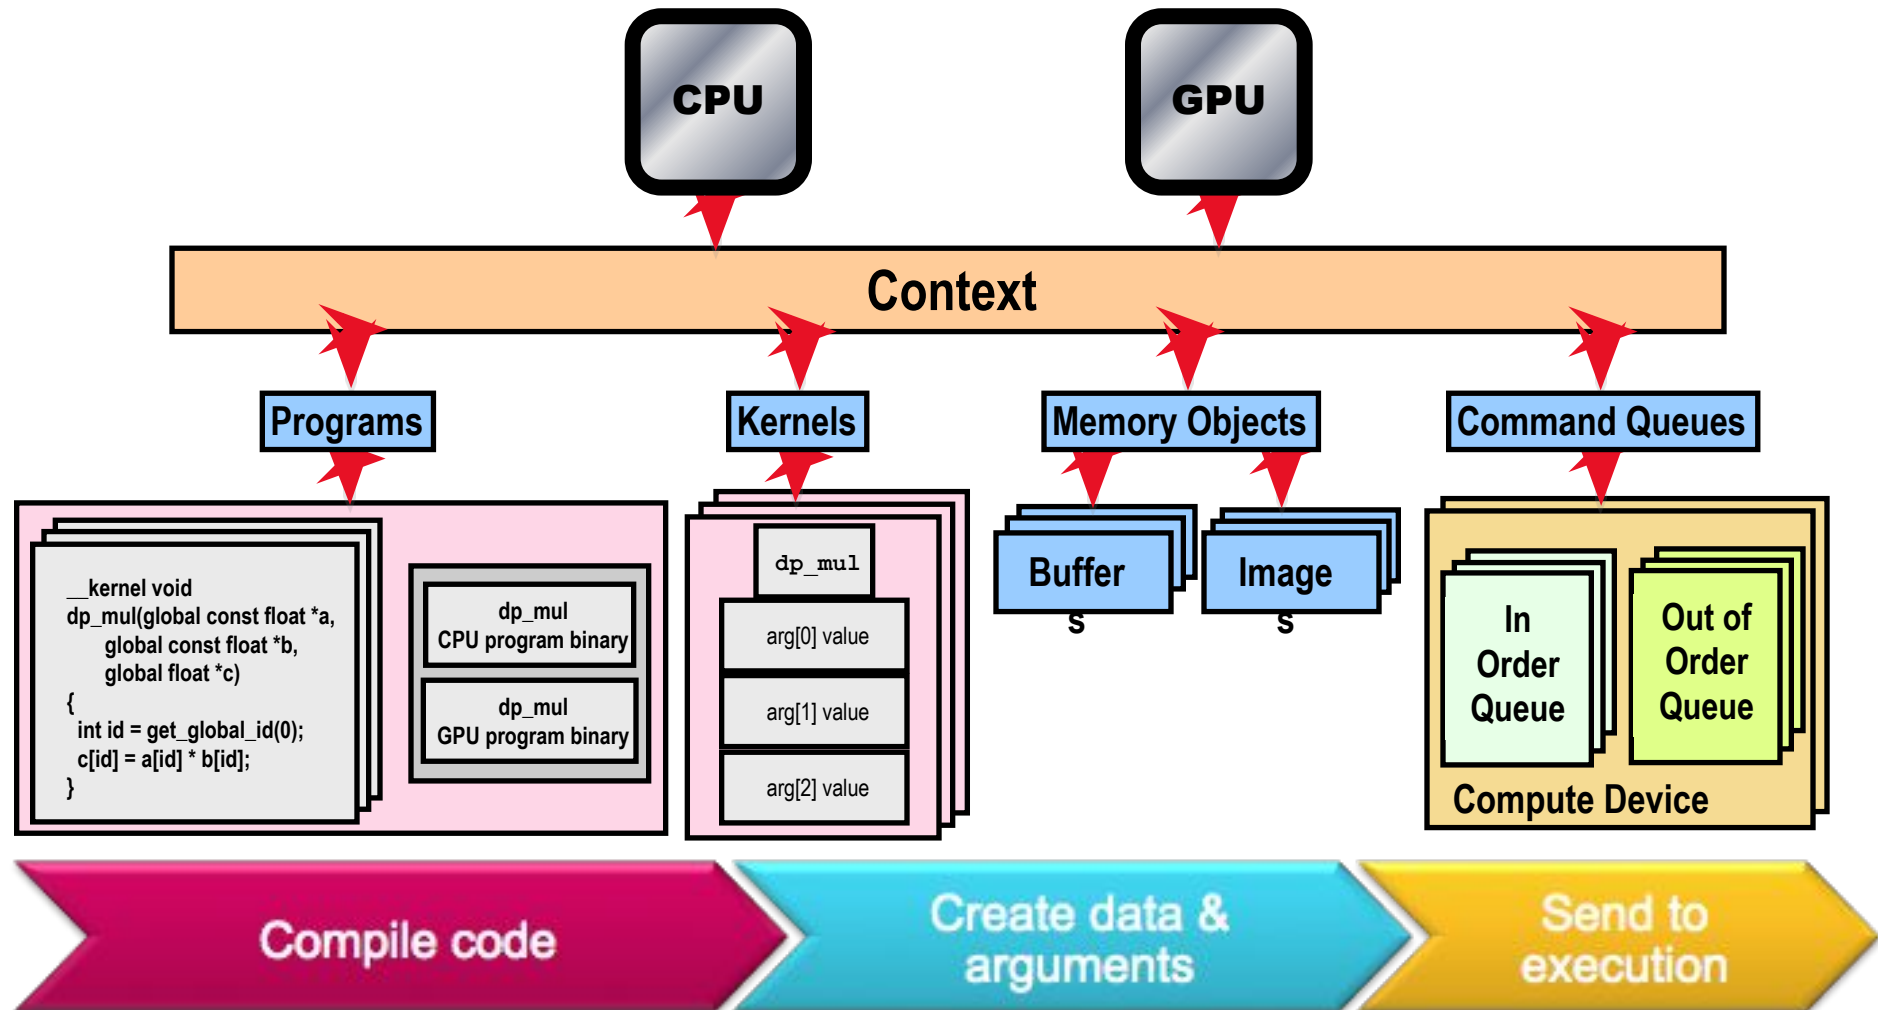 CPU
GPU
Context
Programs
Kernels
Memory Objects
Command Queues
__kernel void
dp_mul(global const float *a,
global const float *b,
global float *c)
{
int id = get_global_id(0);
c[id] = a[id] * b[id];
}
dp_mul
CPU program binary
dp_mul
GPU program binary
dp_mul
arg[0] value
arg[1] value
arg[2] value
Buffer
s
Image
s
In
Order
Queue
Out of
Order
Queue
Compute Device
Compile code
Create data &
arguments
Send to
execution